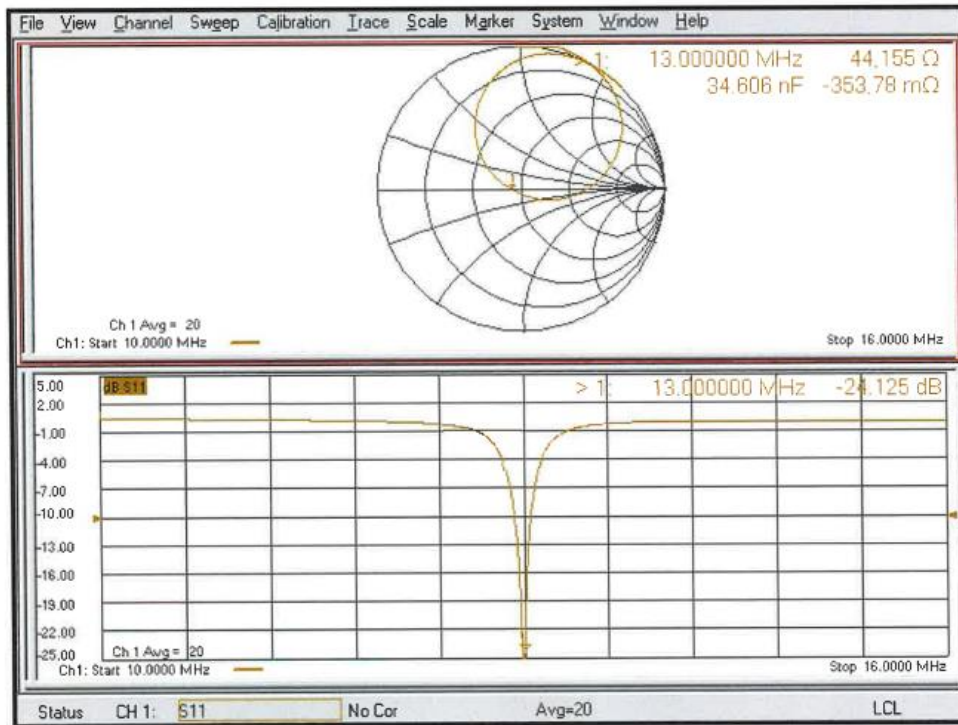 File View Channel Sweep Calibration Trace Scale Marker System Window Help
> 1: 13.000000 MHz 44.155 Ω
34.606 nF -353.78 mΩ
1
Ch 1 Avg = 20
Ch1: Start 10.0000 MHz Stop 16.0000 MHz
5.00 dB S11 > 1: 13.000000 MHz -24.125 dB
2.00
-1.00
-4.00
-7.00
-10.00
-13.00
-16.00
-19.00
-22.00
-25.00 Ch 1 Avg = 20
Ch1: Start 10.0000 MHz Stop 16.0000 MHz
Status CH 1: S11 No Cor Avg=20 LCL